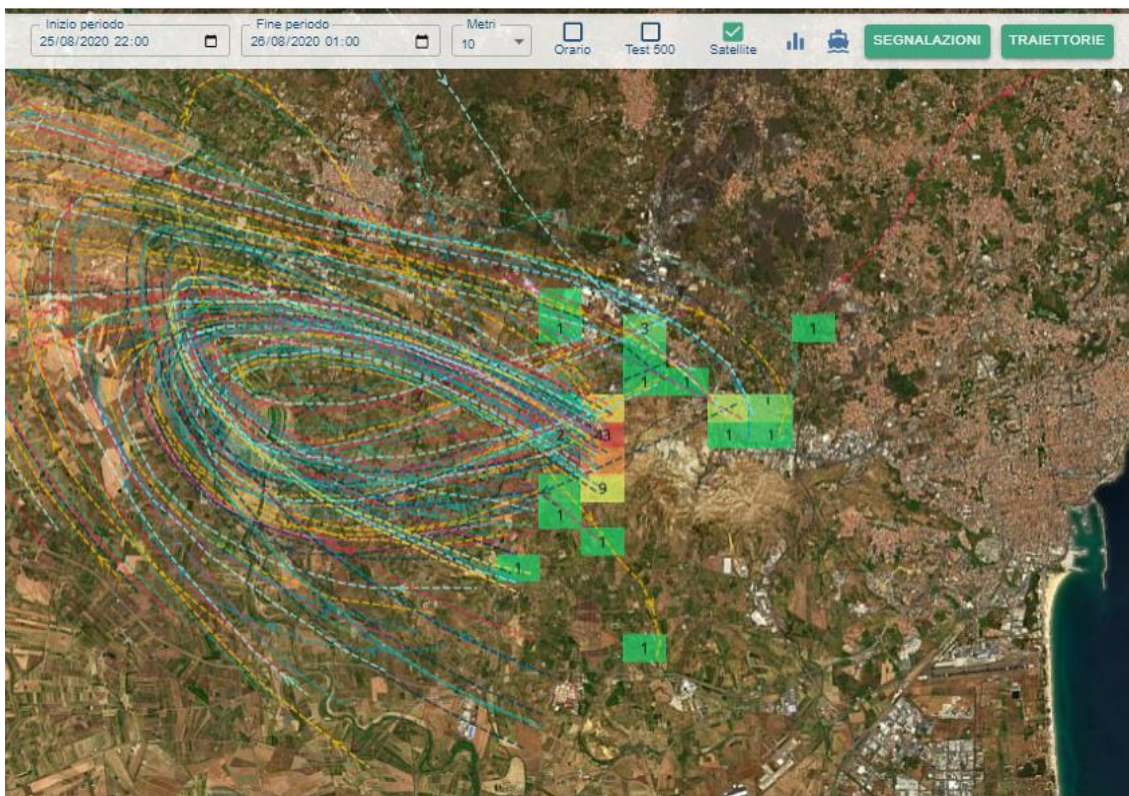 Inizio periodo
25/08/2020 22:00
Fine periodo
26/08/2020 01:00
Metri
10
Orario
Test 500
Satellite
SEGNALAZIONI
TRAIETTORIE
1
3
1
1
1
1
2
43
1
1
9
1
1
1
1